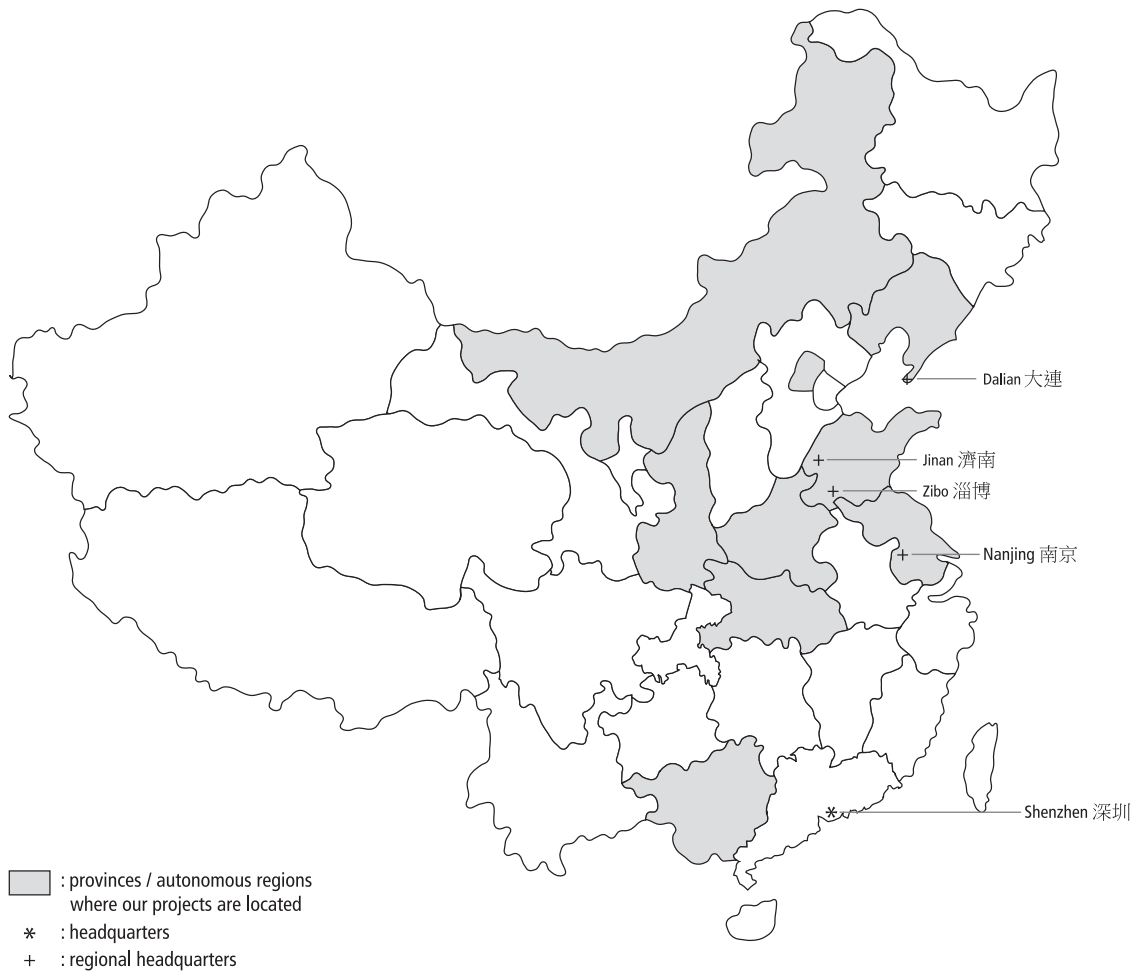 Dalian 大連
Jinan 濟南
Zibo 淄博
Nanjing 南京
Shenzhen 深圳
: provinces / autonomous regions
where our projects are located
* : headquarters
+ : regional headquarters